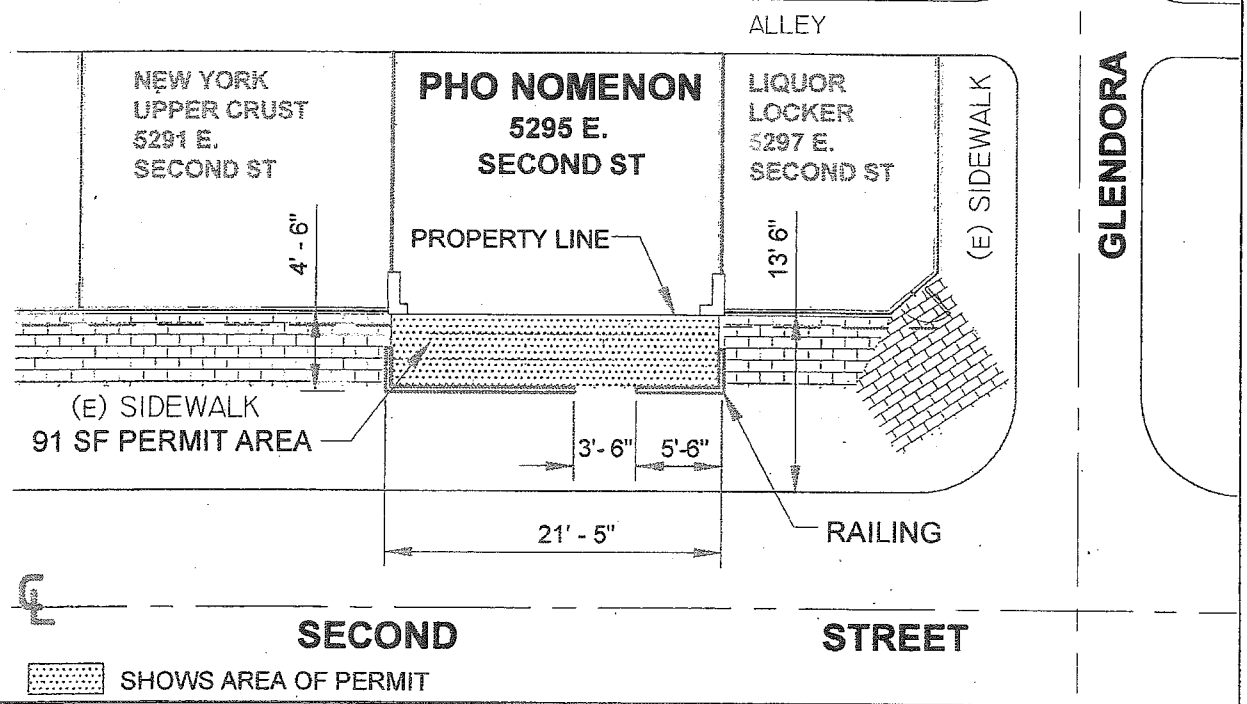 ALLEY
NEW YORK
UPPER CRUST
5291 E.
SECOND ST
PHO NOMENON
5295 E.
SECOND ST
LIQUOR
LOCKER
5297 E.
SECOND ST
(E) SIDEWALK
GLENDORA
4' - 6"
PROPERTY LINE
13' 6"
(E) SIDEWALK
91 SF PERMIT AREA
3'- 6"
5'-6"
21' - 5"
RAILING
CL
SECOND STREET
SHOWS AREA OF PERMIT